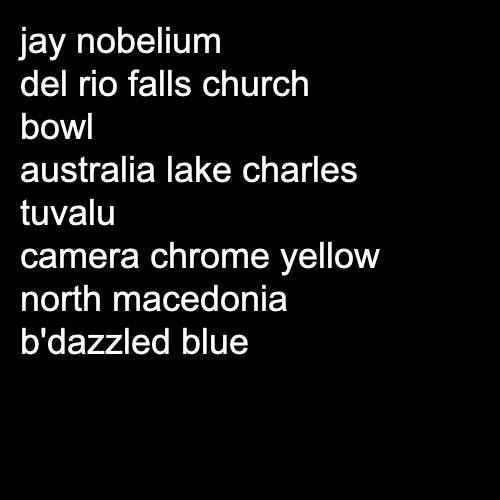 jay nobelium
del rio falls church
bowl
australia lake charles
tuvalu
camera chrome yellow
north macedonia
b'dazzled blue